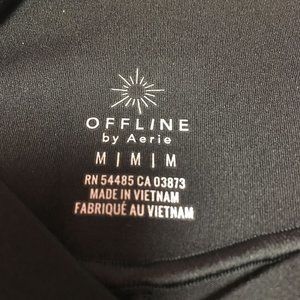 OFFLINE
by Aerie
M | M | M
RN 54485 CA 03873
MADE IN VIETNAM
FABRIQUÉ AU VIETNAM